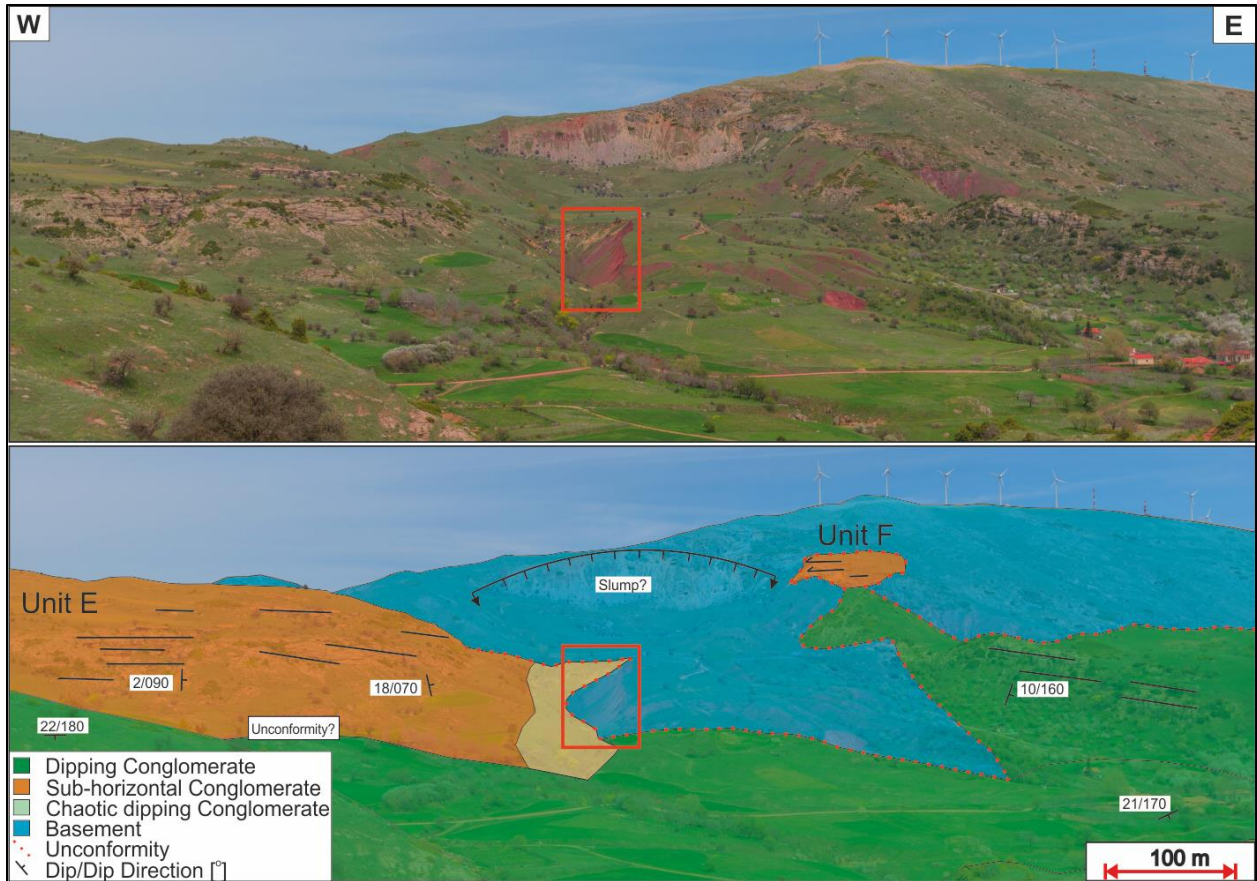 W
E
Unit F
Slump?
Unit E
2/090
18/070
10/160
22/180
Unconformity?
21/170
Dipping Conglomerate
Sub-horizontal Conglomerate
Chaotic dipping Conglomerate
Basement
Unconformity
Dip/Dip Direction [°]
100 m